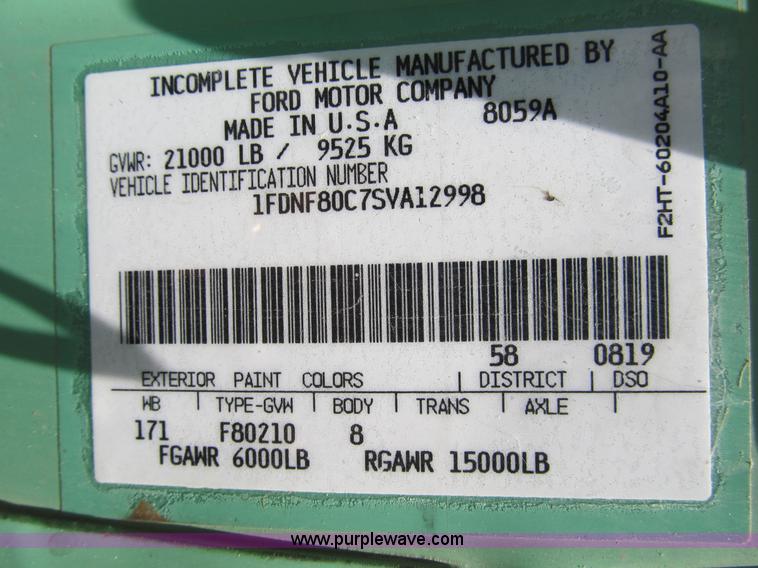 INCOMPLETE VEHICLE MANUFACTURED BY
FORD MOTOR COMPANY
MADE IN U.S.A 8059A
GVWR: 21000 LB / 9525 KG
VEHICLE IDENTIFICATION NUMBER
1FDNF80C7SVA12998
F2HT-60204A10-AA
58 0819
EXTERIOR PAINT COLORS | DISTRICT | DSO
WB | TYPE-GVW | BODY | TRANS | AXLE |
171 F80210 8
FGAWR 6000LB RGAWR 15000LB
www.purplewave.com